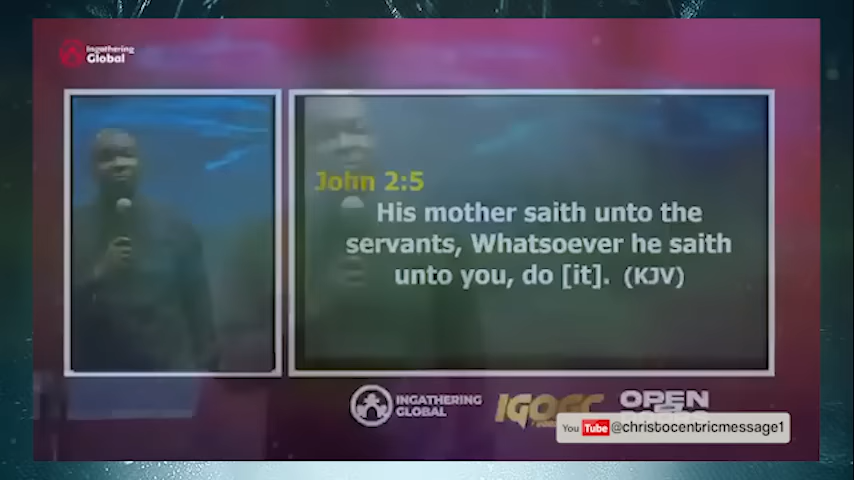 Ingathering
Global
John 2:5
His mother saith unto the
servants, Whatsoever he saith
unto you, do [it]. (KJV)
INGATHERING
GLOBAL
IGOGC
OPEN
You Tube @christocentricmessage1